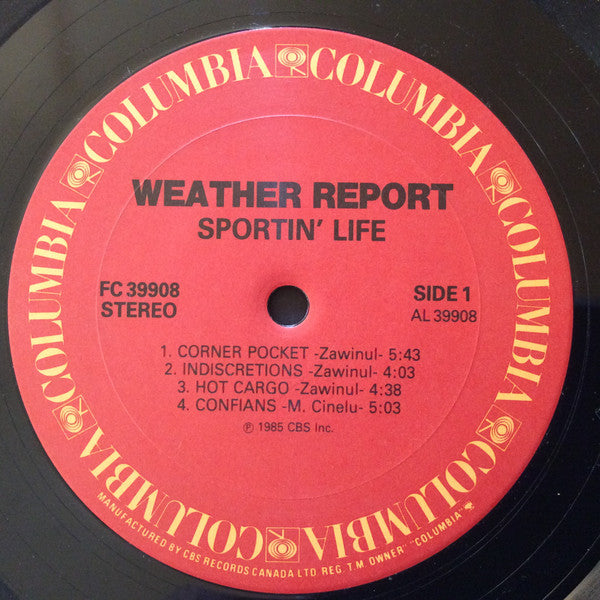 COLUMBIA COLUMBIA COLUMBIA COLUMBIA COLUMBIA COLUMBIA
WEATHER REPORT
SPORTIN' LIFE
FC 39908
STEREO
SIDE 1
AL 39908
1. CORNER POCKET -Zawinul- 5:43
2. INDISCRETIONS -Zawinul- 4:03
3. HOT CARGO -Zawinul- 4:38
4. CONFIANS -M. Cinelu- 5:03
℗ 1985 CBS Inc.
MANUFACTURED BY CBS RECORDS CANADA LTD. REG. T.M. OWNER "COLUMBIA"